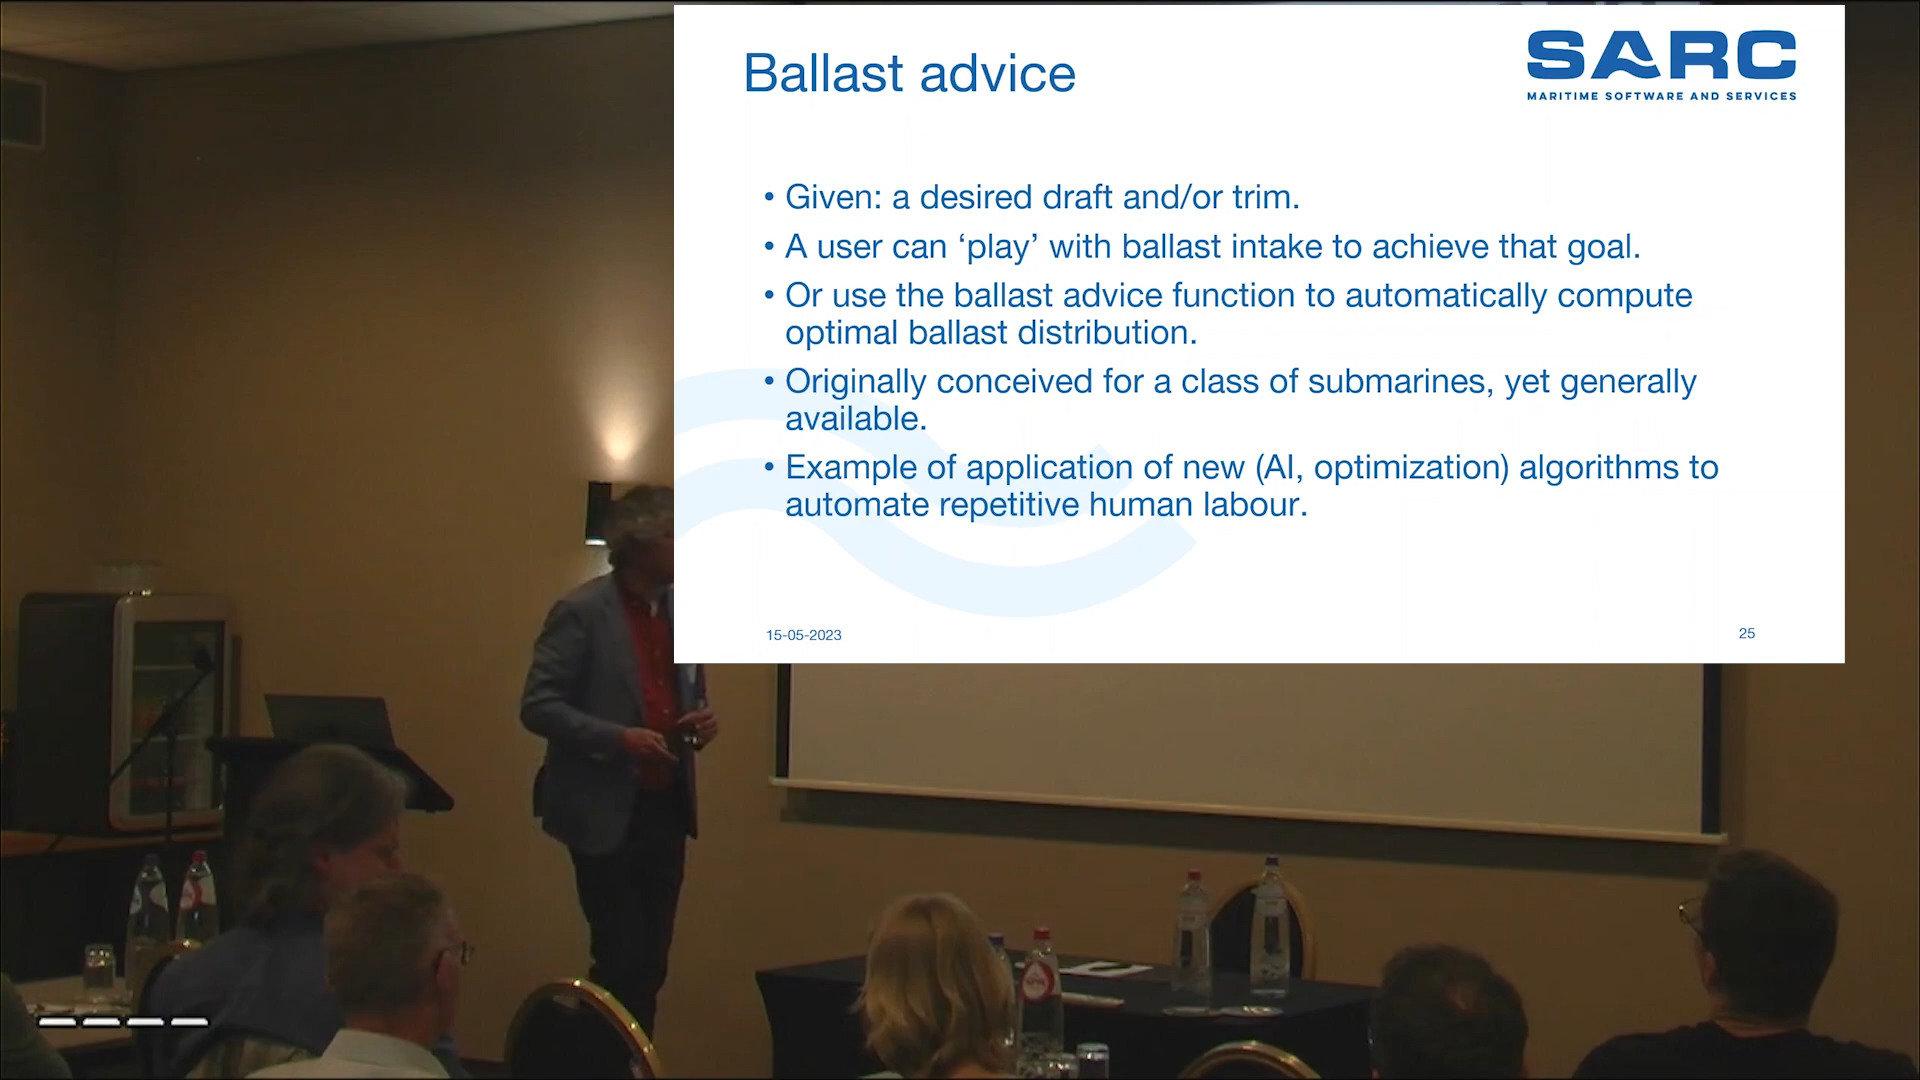 Ballast advice
SARC
MARITIME SOFTWARE AND SERVICES
• Given: a desired draft and/or trim.
• A user can ‘play’ with ballast intake to achieve that goal.
• Or use the ballast advice function to automatically compute
optimal ballast distribution.
• Originally conceived for a class of submarines, yet generally
available.
• Example of application of new (AI, optimization) algorithms to
automate repetitive human labour.
15-05-2023
25